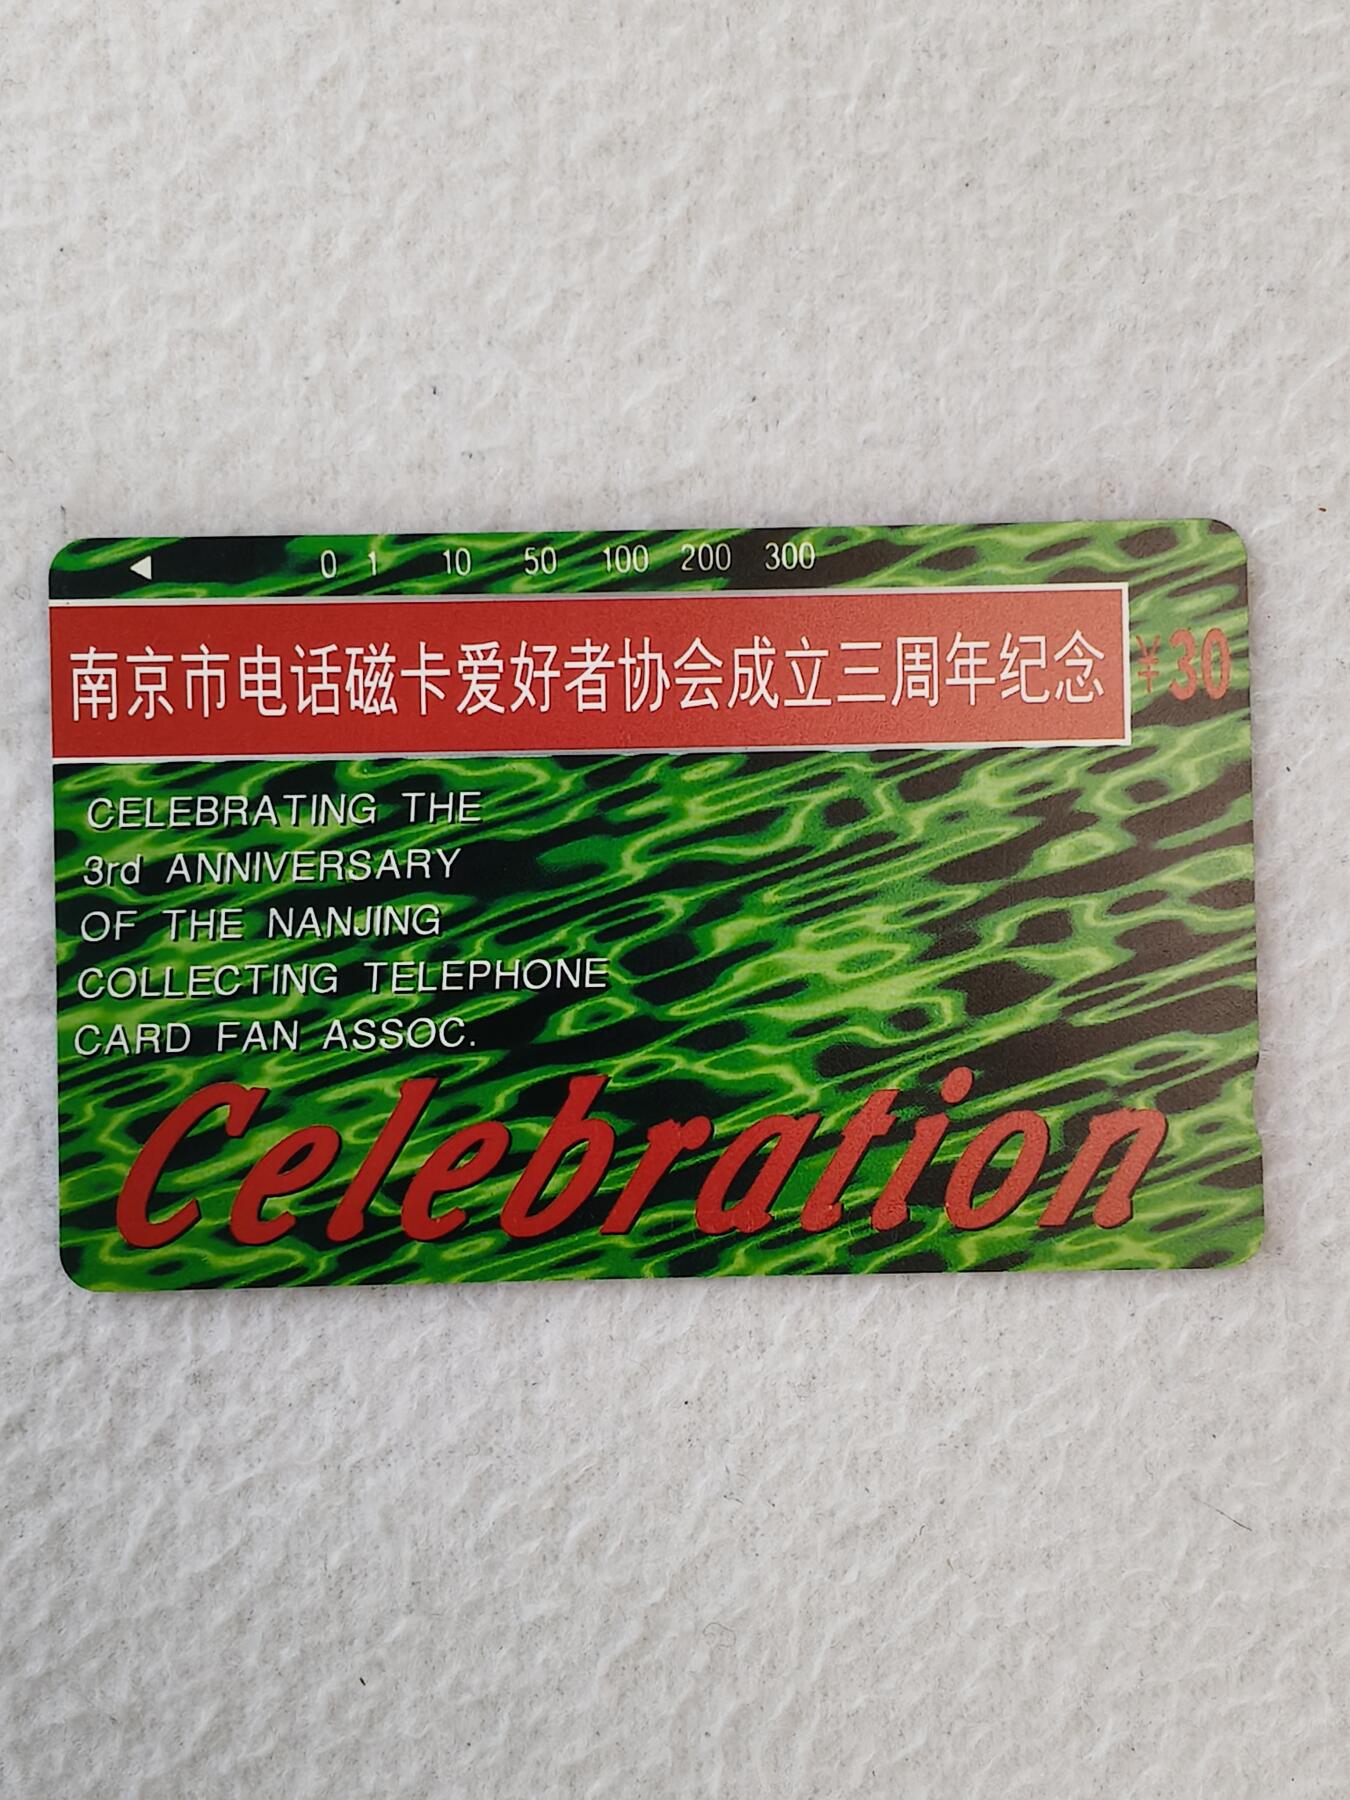 0 1 10 50 100 200 300
南京市电话磁卡爱好者协会成立三周年纪念 ¥30
CELEBRATING THE
3rd ANNIVERSARY
OF THE NANJING
COLLECTING TELEPHONE
CARD FAN ASSOC.
Celebration